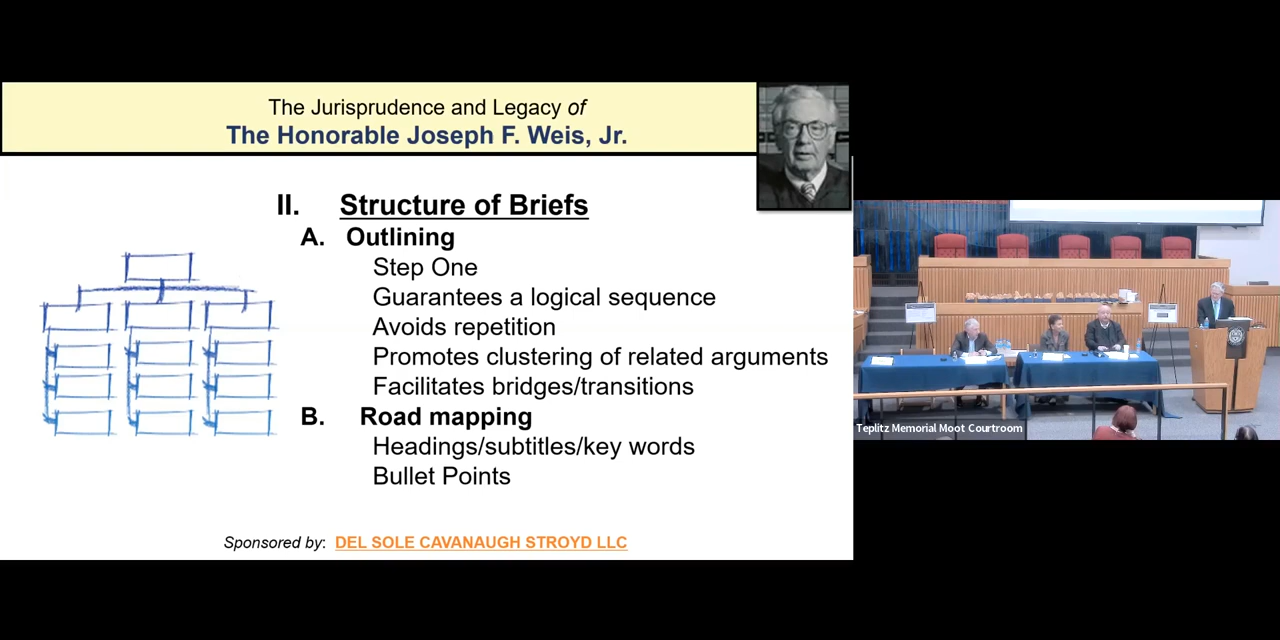 The Jurisprudence and Legacy of
The Honorable Joseph F. Weis, Jr.
II. Structure of Briefs
A. Outlining
Step One
Guarantees a logical sequence
Avoids repetition
Promotes clustering of related arguments
Facilitates bridges/transitions
B. Road mapping
Headings/subtitles/key words
Bullet Points
Sponsored by: DEL SOLE CAVANAUGH STROYD LLC
Teplitz Memorial Moot Courtroom